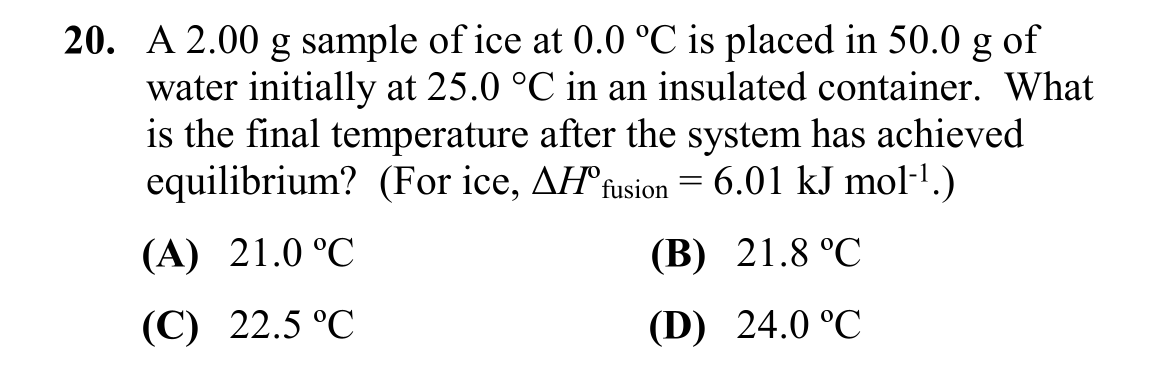 20. A 2.00 g sample of ice at 0.0 ºC is placed in 50.0 g of
water initially at 25.0 °C in an insulated container. What
is the final temperature after the system has achieved
equilibrium? (For ice, ΔHº fusion = 6.01 kJ mol-1.)
(A) 21.0 ºC (B) 21.8 ºC
(C) 22.5 ºC (D) 24.0 ºC